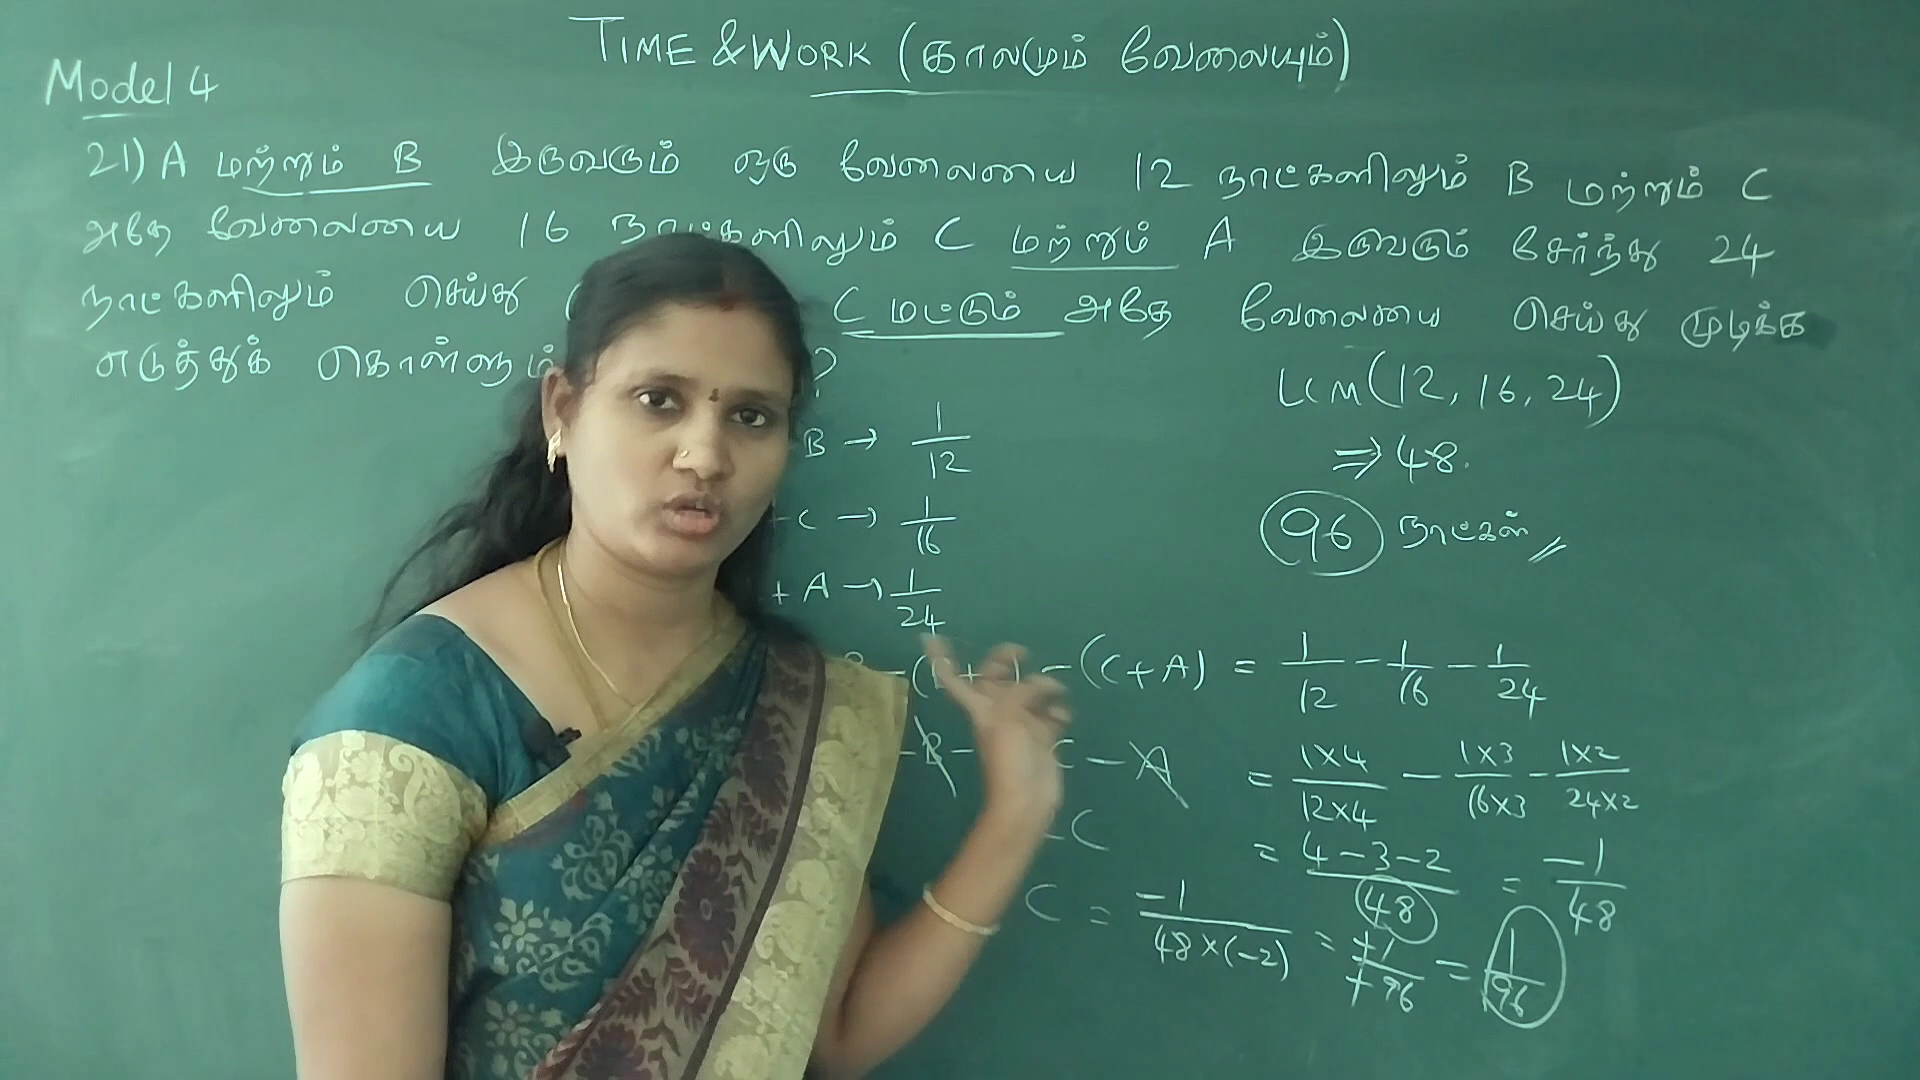 TIME & WORK (காலமும் வேலையும்)
Model 4
21) A மற்றும் B இருவரும் ஒரு வேலையை 12 நாட்களிலும் B மற்றும் C
அதே வேலையை 16 நாட்களிலும் C மற்றும் A இருவரும் சேர்ந்து 24
நாட்களிலும் செய்து C மட்டும் அதே வேலையை செய்து முடிக்க
எடுத்துக் கொள்ளும் ?
LCM (12, 16, 24)
⇒ 48.
96 நாட்கள்
B → 1/12
+ C → 1/16
+ A → 1/24
- (C + A) = 1/12 - 1/16 - 1/24
- B - C - A = 1×4/12×4 - 1×3/16×3 - 1×2/24×2
- C = 4-3-2/48 = -1/48
C = -1/48×(-2) = -1/-96 = 1/96